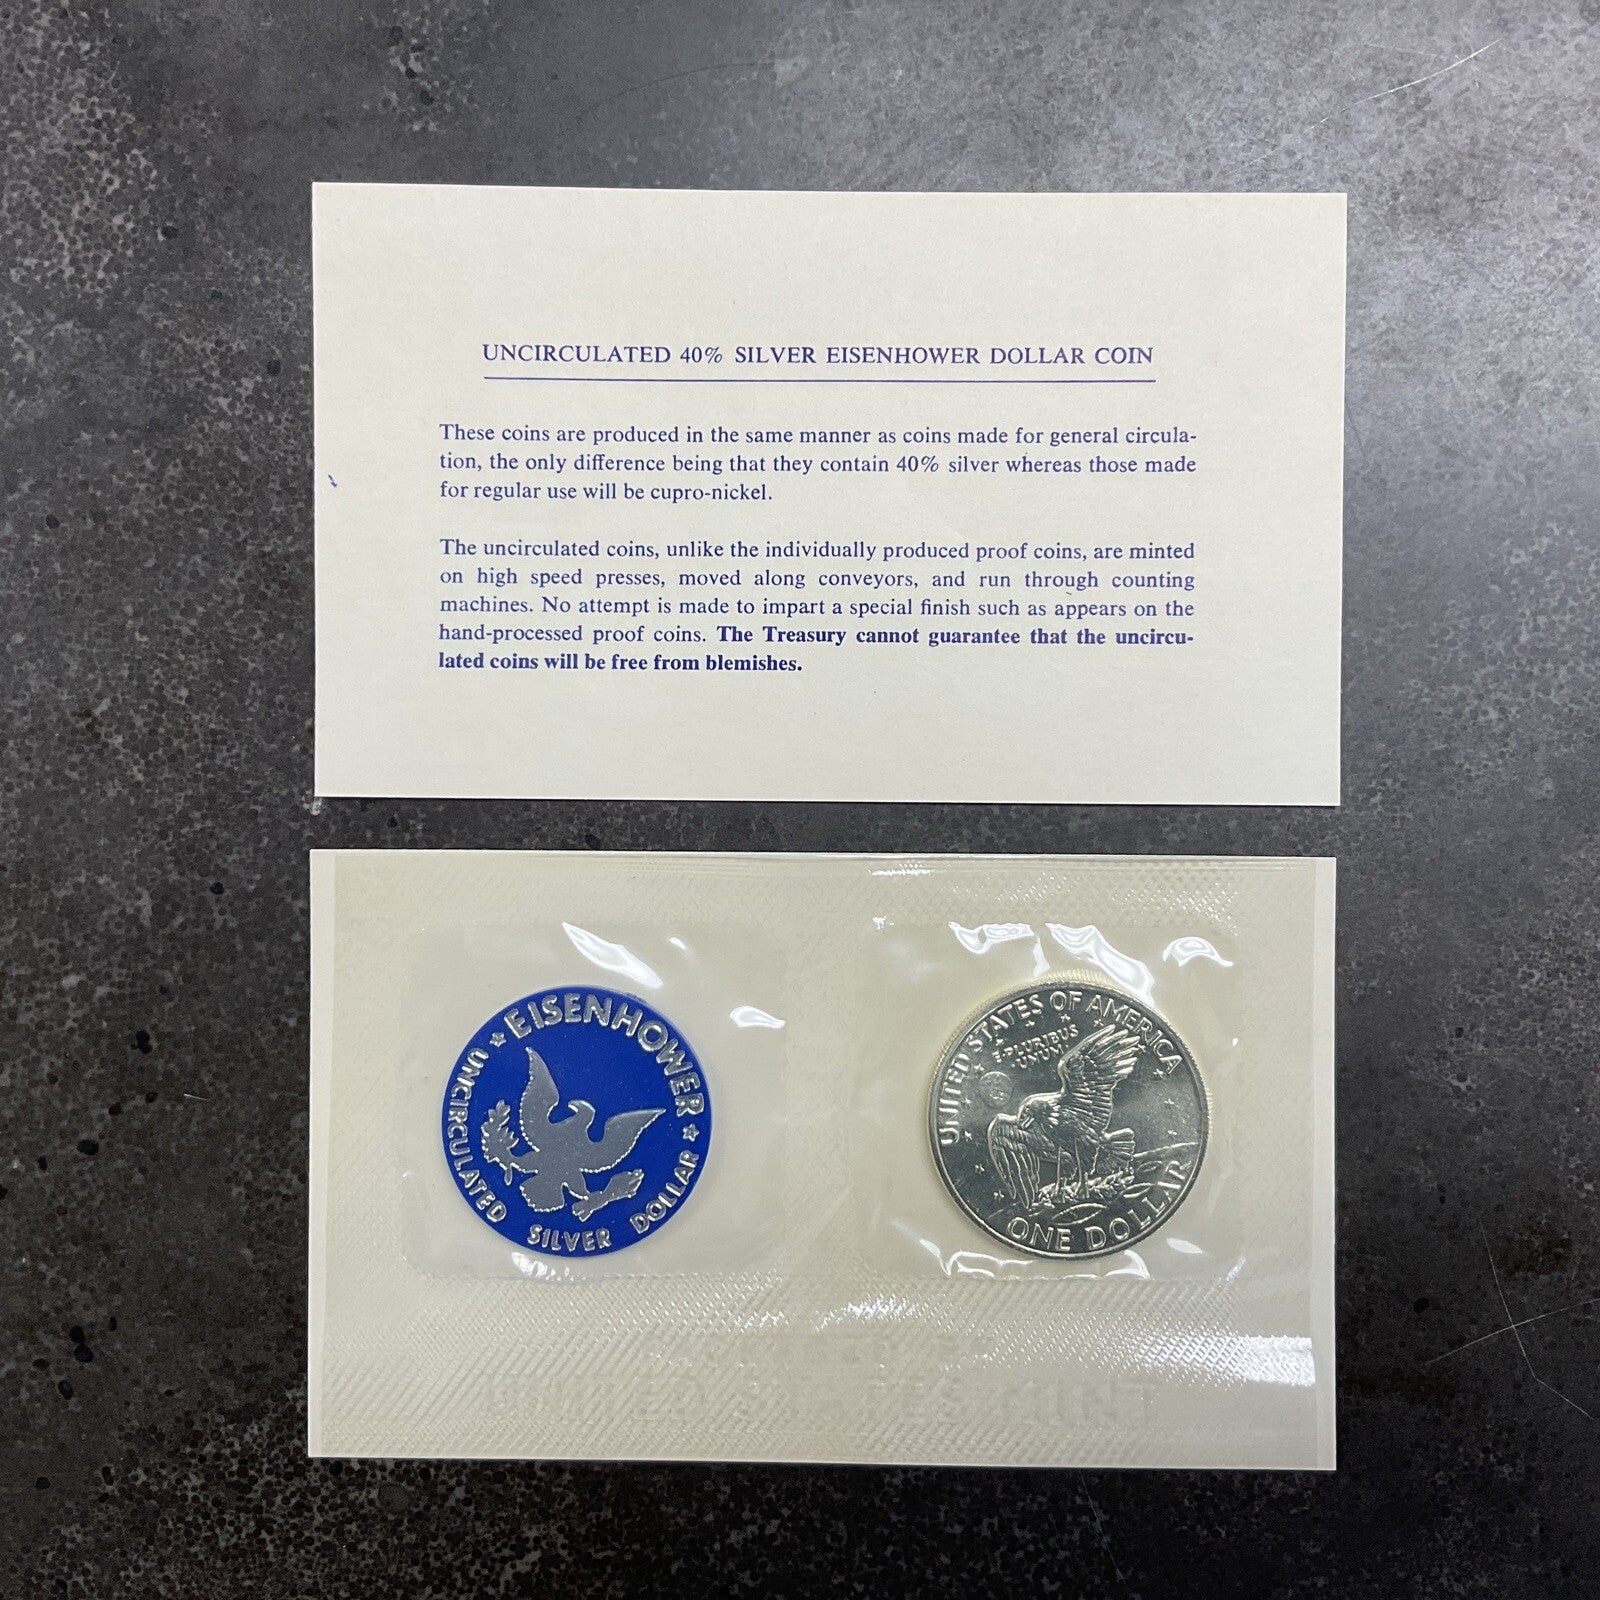 UNCIRCULATED 40% SILVER EISENHOWER DOLLAR COIN
These coins are produced in the same manner as coins made for general circula-
tion, the only difference being that they contain 40% silver whereas those made
for regular use will be cupro-nickel.
The uncirculated coins, unlike the individually produced proof coins, are minted
on high speed presses, moved along conveyors, and run through counting
machines. No attempt is made to impart a special finish such as appears on the
hand-processed proof coins. The Treasury cannot guarantee that the uncircu-
lated coins will be free from blemishes.
EISENHOWER
UNCIRCULATED SILVER DOLLAR
UNITED STATES OF AMERICA
E·PLURIBUS
UNUM
ONE DOLLAR
UNITED STATES MINT